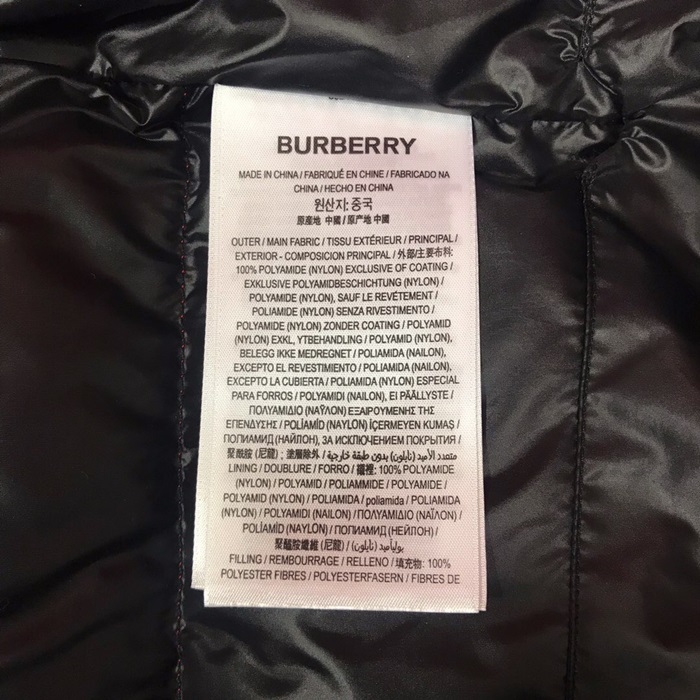 BURBERRY
MADE IN CHINA / FABRIQUÉ EN CHINE / FABRICADO NA
CHINA / HECHO EN CHINA
원산지: 중국
原産地 中國 / 原产地 中國
OUTER / MAIN FABRIC / TISSU EXTÉRIEUR / PRINCIPAL /
EXTERIOR - COMPOSICION PRINCIPAL / 外部/主要布料:
100% POLYAMIDE (NYLON) EXCLUSIVE OF COATING /
EXKLUSIVE POLYAMIDBESCHICHTUNG (NYLON) /
POLYAMIDE (NYLON), SAUF LE REVÊTEMENT /
POLIAMIDE (NYLON) SENZA RIVESTIMENTO /
POLYAMIDE (NYLON) ZONDER COATING / POLYAMID
(NYLON) EXKL, YTBEHANDLING / POLYAMID (NYLON),
BELEGG IKKE MEDREGNET / POLIAMIDA (NAILON),
EXCEPTO EL REVESTIMIENTO / POLIAMIDA (NYLON),
EXCEPTO LA CUBIERTA / POLIAMIDA (NYLON) ESPECIAL
PARA FORROS / POLYAMIDI (NAILON), EI PÄÄLLYSTE /
ΠΟΛΥΑΜΙΔΙΟ (ΝΑΫΛΟΝ) ΕΞΑΙΡΟΥΜΕΝΗΣ ΤΗΣ
ΕΠΕΝΔΥΣΗΣ / POLİAMİD (NAYLON) İÇERMEYEN KUMAŞ /
ПОЛИАМИД (НАЙЛОН), ЗА ИСКЛЮЧЕНИЕМ ПОКРЫТИЯ /
聚酰胺 (尼龍) ; 塗層除外 / متعدد الأميد (نايلون) بدون طبقة خارجية /
LINING / DOUBLURE / FORRO / 襯裡: 100% POLYAMIDE
(NYLON) / POLYAMID / POLIAMMIDE / POLYAMIDE /
POLYAMID (NYLON) / POLIAMIDA / poliamida / POLIAMIDA
(NYLON) / POLYAMIDI (NAILON) / ΠΟΛΥΑΜΙΔΙΟ (ΝΑΪΛΟΝ) /
POLİAMİD (NAYLON) / ПОЛИАМИД (НЕЙЛОН) /
聚醯胺纖維 (尼龍) / بولياميد (نايلون)
FILLING / REMBOURRAGE / RELLENO / 填充物: 100%
POLYESTER FIBRES / POLYESTERFASERN / FIBRES DE